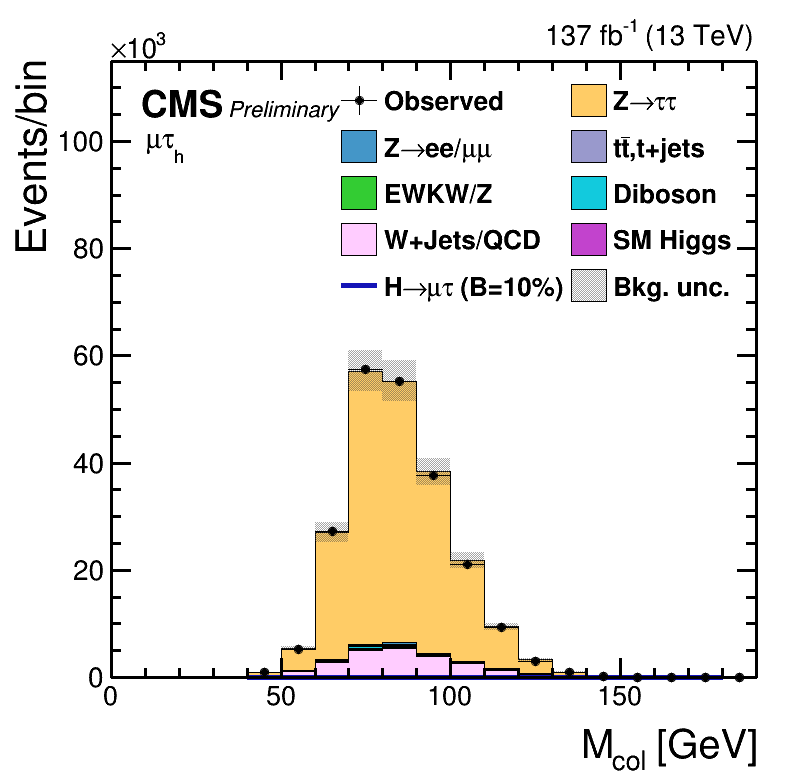 ×10³ 137 fb⁻¹ (13 TeV)
CMS Preliminary
μτₕ
Observed Z→ττ
Z→ee/μμ tt̄,t+jets
EWKW/Z Diboson
W+Jets/QCD SM Higgs
H→μτ (B=10%) Bkg. unc.
Events/bin
100
80
60
40
20
0
0 50 100 150
M_col [GeV]